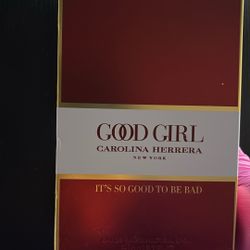 GOOD GIRL
CAROLINA HERRERA
NEW YORK
IT'S SO GOOD TO BE BAD